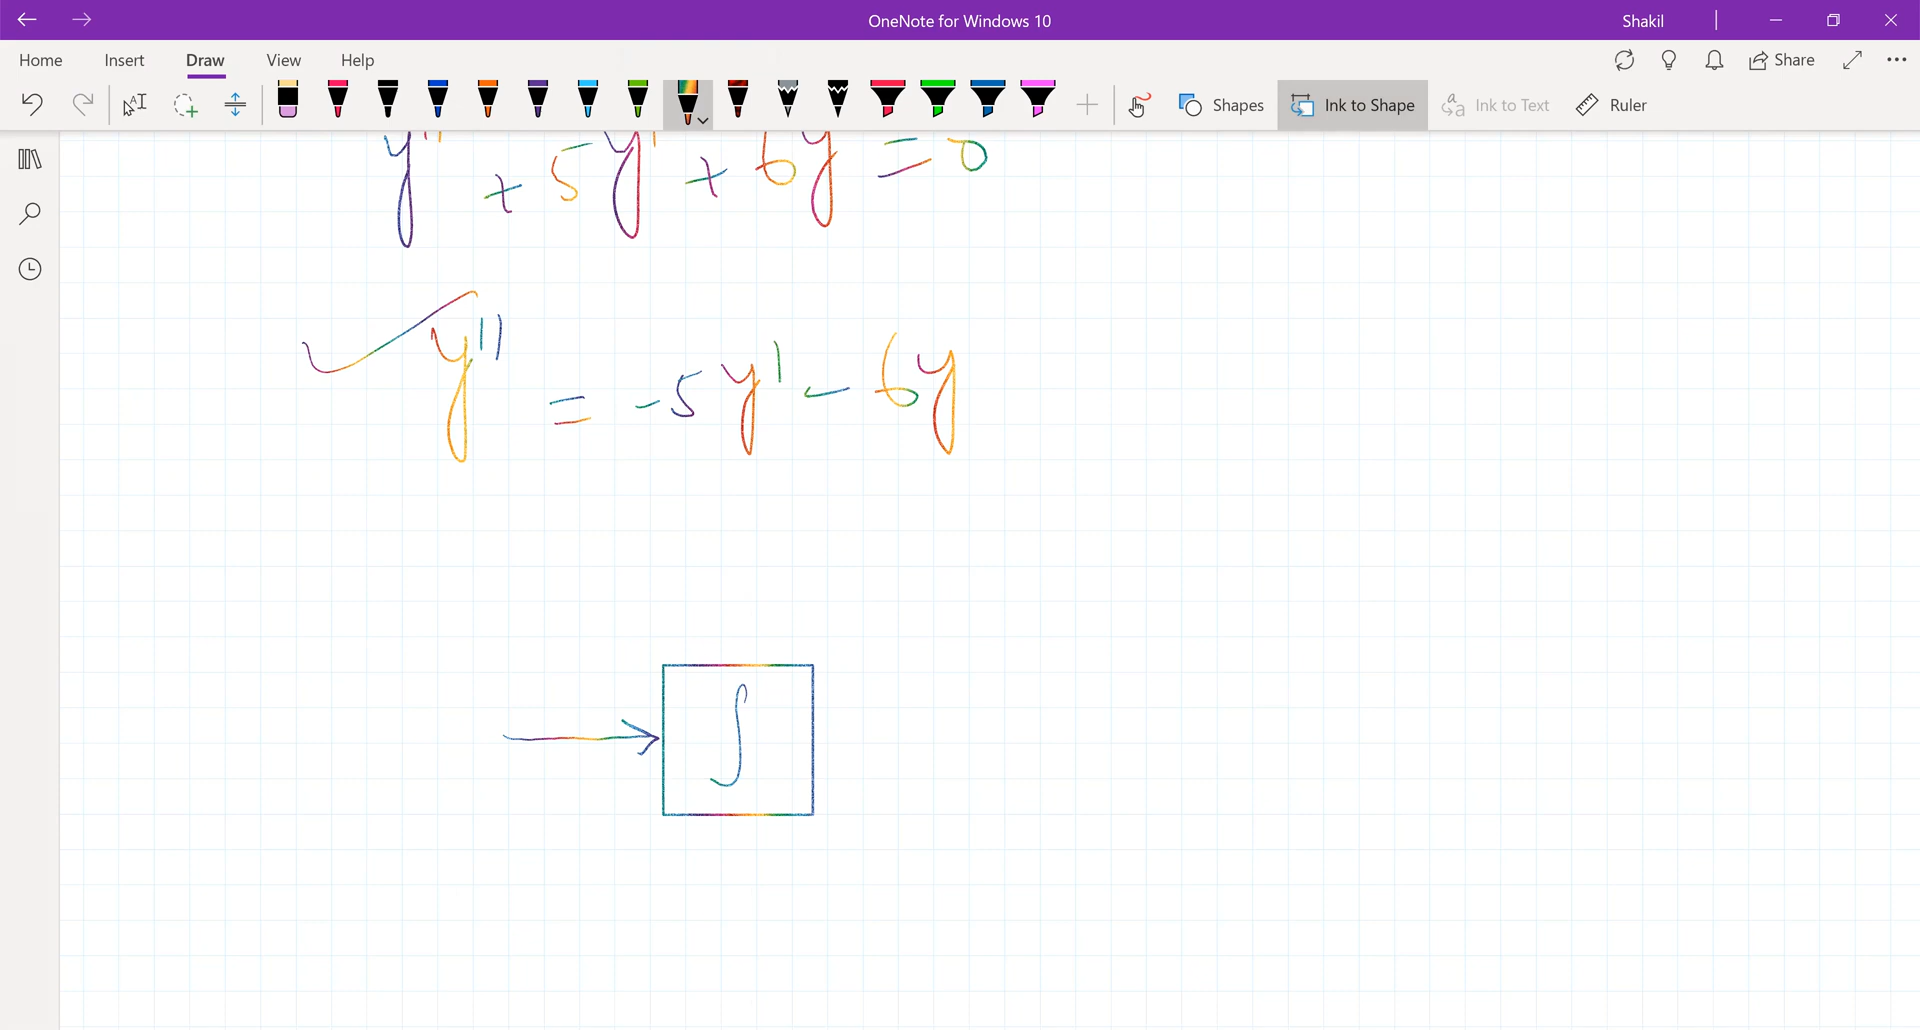 OneNote for Windows 10
Shakil
Home Insert Draw View Help
Share
Shapes Ink to Shape Ink to Text Ruler
y'' + 5y' + 6y = 0
y'' = -5y' - 6y
∫